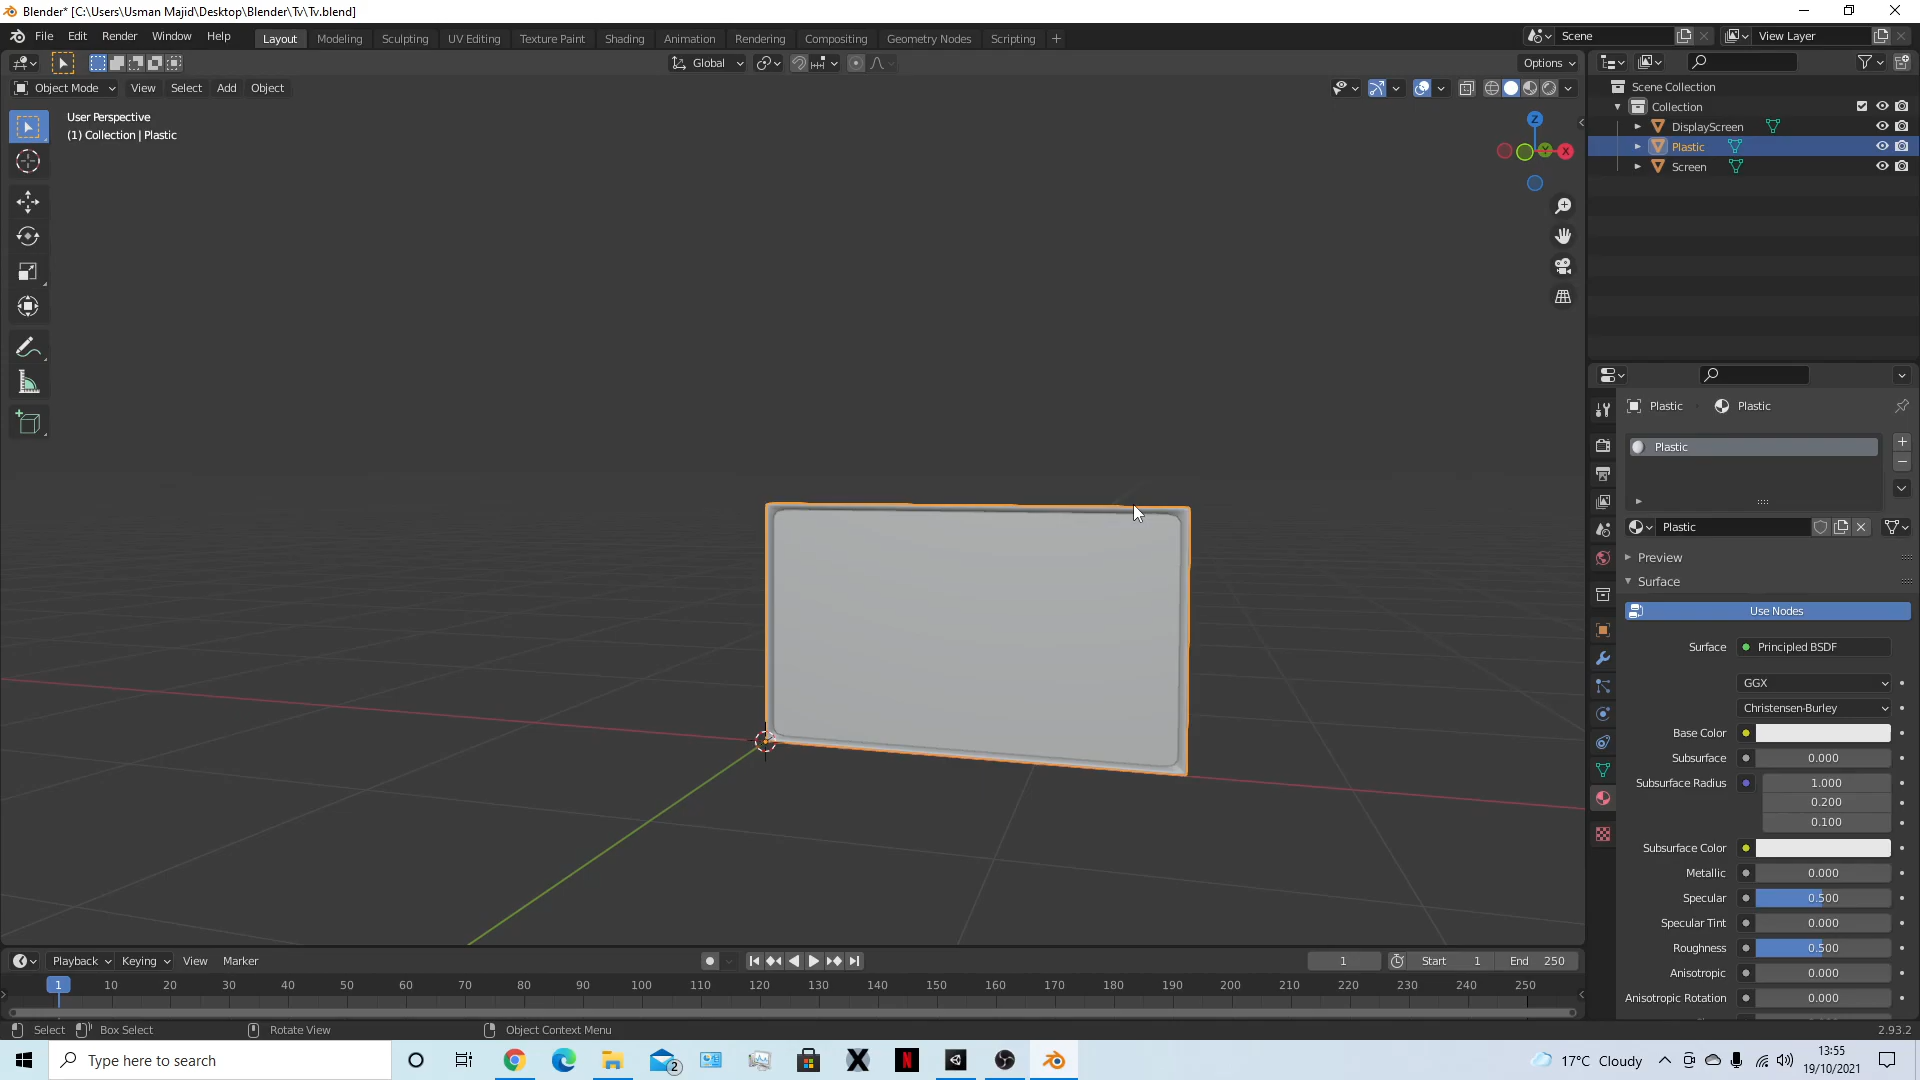 Blender* [C:\Users\Usman Majid\Desktop\Blender\Tv\Tv.blend]
File Edit Render Window Help
Layout Modeling Sculpting UV Editing Texture Paint Shading Animation Rendering Compositing Geometry Nodes Scripting +
Scene
View Layer
Global
Options
Object Mode View Select Add Object
User Perspective
(1) Collection | Plastic
Z
Y
X
Scene Collection
Collection
DisplayScreen
Plastic
Screen
Plastic
Plastic
Plastic
Plastic
Preview
Surface
Use Nodes
Surface Principled BSDF
GGX
Christensen-Burley
Base Color
Subsurface 0.000
Subsurface Radius 1.000
0.200
0.100
Subsurface Color
Metallic 0.000
Specular 0.500
Specular Tint 0.000
Roughness 0.500
Anisotropic 0.000
Anisotropic Rotation 0.000
Playback Keying View Marker
1
Start 1
End 250
1 10 20 30 40 50 60 70 80 90 100 110 120 130 140 150 160 170 180 190 200 210 220 230 240 250
Select Box Select Rotate View Object Context Menu
2.93.2
Type here to search
2
17°C Cloudy
13:55
19/10/2021